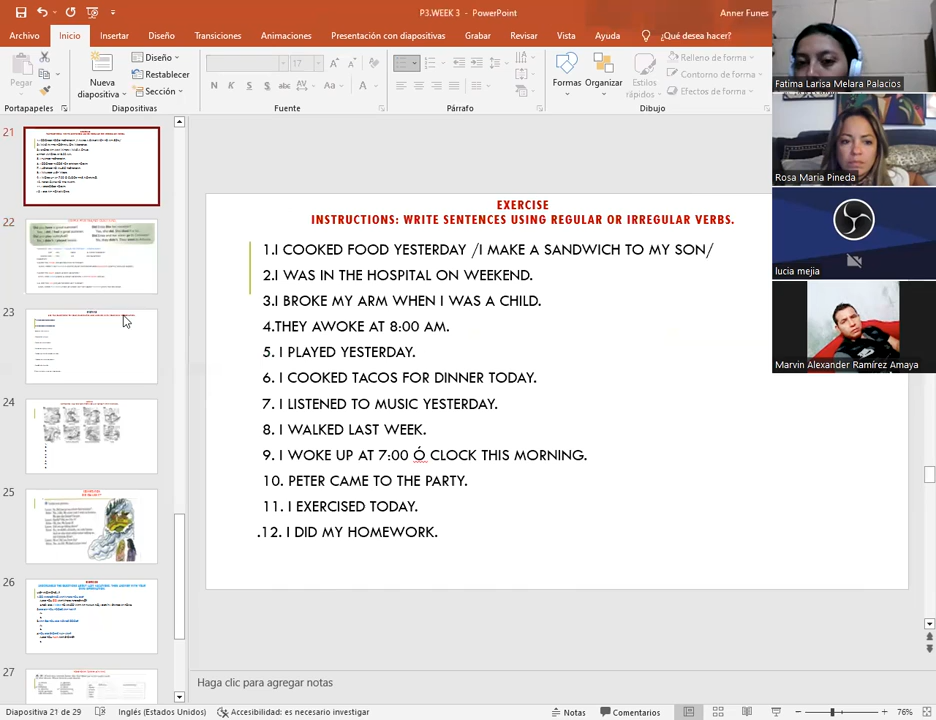 P3.WEEK 3 - PowerPoint
Anner Funes
Archivo Inicio Insertar Diseño Transiciones Animaciones Presentación con diapositivas Grabar Revisar Vista Ayuda ¿Qué desea hacer?
Pegar
Nueva diapositiva
Diseño
Restablecer
Sección
17
N K S S abc AV Aa A
Formas
Organizar
Estilos rápidos
Relleno de forma
Contorno de forma
Efectos de forma
Portapapeles Diapositivas Fuente Párrafo Dibujo
Fatima Larisa Melara Palacios
Rosa Maria Pineda
lucia mejia
Marvin Alexander Ramírez Amaya
21
22
23
24
25
26
27
EXERCISE
INSTRUCTIONS: WRITE SENTENCES USING REGULAR OR IRREGULAR VERBS.
1.I COOKED FOOD YESTERDAY /I MAKE A SANDWICH TO MY SON/
2.I WAS IN THE HOSPITAL ON WEEKEND.
3.I BROKE MY ARM WHEN I WAS A CHILD.
4.THEY AWOKE AT 8:00 AM.
5. I PLAYED YESTERDAY.
6. I COOKED TACOS FOR DINNER TODAY.
7. I LISTENED TO MUSIC YESTERDAY.
8. I WALKED LAST WEEK.
9. I WOKE UP AT 7:00 Ó CLOCK THIS MORNING.
10. PETER CAME TO THE PARTY.
11. I EXERCISED TODAY.
.12. I DID MY HOMEWORK.
Haga clic para agregar notas
Diapositiva 21 de 29 Inglés (Estados Unidos) Accesibilidad: es necesario investigar Notas Comentarios 76%